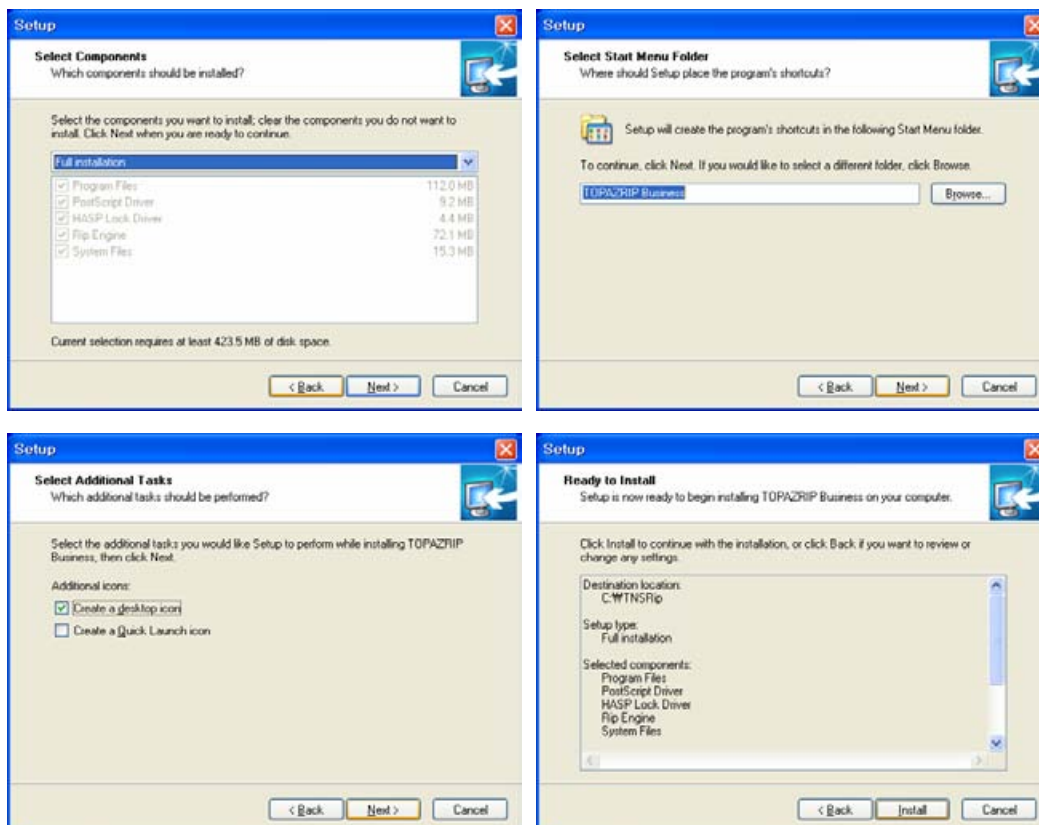 Setup
Select Components
Which components should be installed?
Select the components you want to install; clear the components you do not want to
install. Click Next when you are ready to continue.
Full installation
Program Files 112.0 MB
PostScript Driver 9.2 MB
HASP Lock Driver 4.4 MB
Rip Engine 72.1 MB
System Files 15.3 MB
Current selection requires at least 423.5 MB of disk space.
< Back Next > Cancel
Setup
Select Start Menu Folder
Where should Setup place the program's shortcuts?
Setup will create the program's shortcuts in the following Start Menu folder.
To continue, click Next. If you would like to select a different folder, click Browse.
TOPAZRIP Business Browse...
< Back Next > Cancel
Setup
Select Additional Tasks
Which additional tasks should be performed?
Select the additional tasks you would like Setup to perform while installing TOPAZRIP
Business, then click Next.
Additional icons:
Create a desktop icon
Create a Quick Launch icon
< Back Next > Cancel
Setup
Ready to Install
Setup is now ready to begin installing TOPAZRIP Business on your computer.
Click Install to continue with the installation, or click Back if you want to review or
change any settings.
Destination location:
C:₩TNSRip
Setup type:
Full installation
Selected components:
Program Files
PostScript Driver
HASP Lock Driver
Rip Engine
System Files
< Back Install Cancel